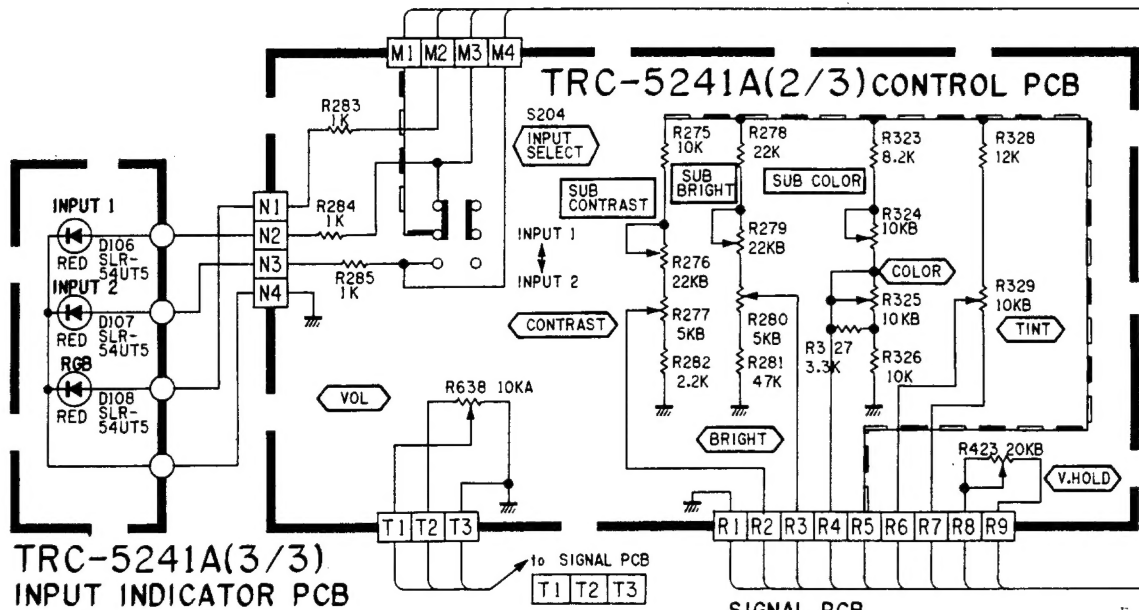 M1 M2 M3 M4
TRC-5241A(2/3) CONTROL PCB
R283
1K
S204
INPUT
SELECT
R275
10K
R278
22K
R323
8.2K
R328
12K
SUB
CONTRAST
SUB
BRIGHT
SUB COLOR
INPUT 1
D106
SLR-
54UT5
RED
N1
N2
N3
N4
R284
1K
R285
1K
INPUT 1
INPUT 2
R276
22KB
R279
22KB
R324
10KB
COLOR
INPUT 2
D107
SLR-
54UT5
RED
CONTRAST
R277
5KB
R280
5KB
R325
10KB
R329
10KB
TINT
R282
2.2K
R281
47K
R3 27
3.3K
R326
10K
RGB
D108
SLR-
54UT5
RED
VOL
R638 10KA
BRIGHT
R423 20KB
V.HOLD
T1 T2 T3
R1 R2 R3 R4 R5 R6 R7 R8 R9
TRC-5241A(3/3)
INPUT INDICATOR PCB
to SIGNAL PCB
T1 T2 T3
SIGNAL PCB